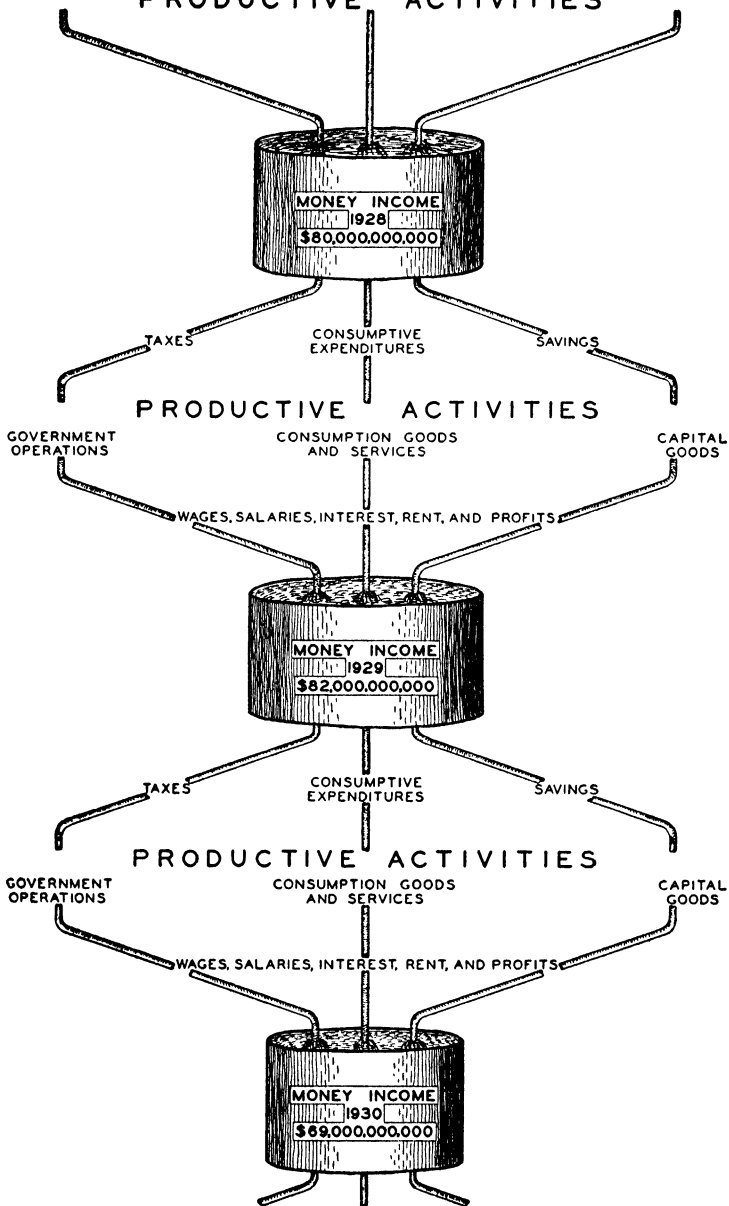 PRODUCTIVE ACTIVITIES
MONEY INCOME
1928
$80,000,000,000
TAXES
CONSUMPTIVE
EXPENDITURES
SAVINGS
PRODUCTIVE ACTIVITIES
GOVERNMENT
OPERATIONS
CONSUMPTION GOODS
AND SERVICES
CAPITAL
GOODS
WAGES, SALARIES, INTEREST, RENT, AND PROFITS
MONEY INCOME
1929
$82,000,000,000
TAXES
CONSUMPTIVE
EXPENDITURES
SAVINGS
PRODUCTIVE ACTIVITIES
GOVERNMENT
OPERATIONS
CONSUMPTION GOODS
AND SERVICES
CAPITAL
GOODS
WAGES, SALARIES, INTEREST, RENT, AND PROFITS
MONEY INCOME
1930
$69,000,000,000